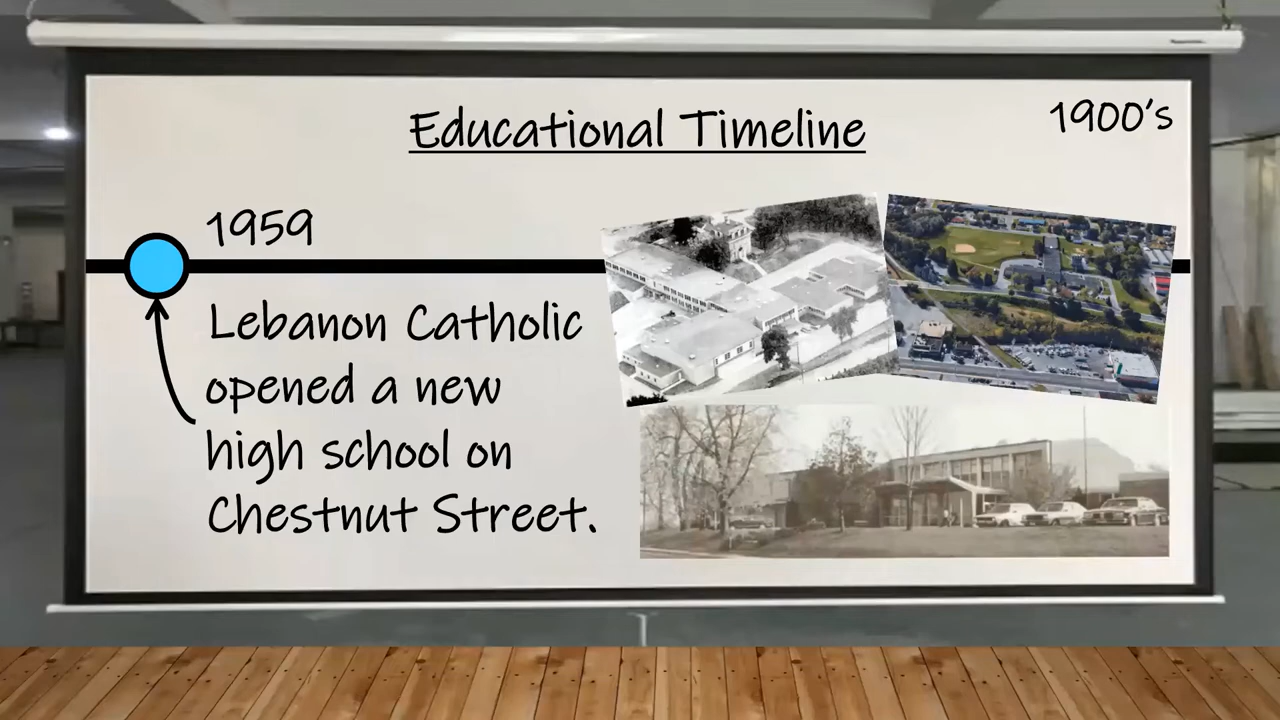 Educational Timeline
1900's
1959
Lebanon Catholic
opened a new
high school on
Chestnut Street.